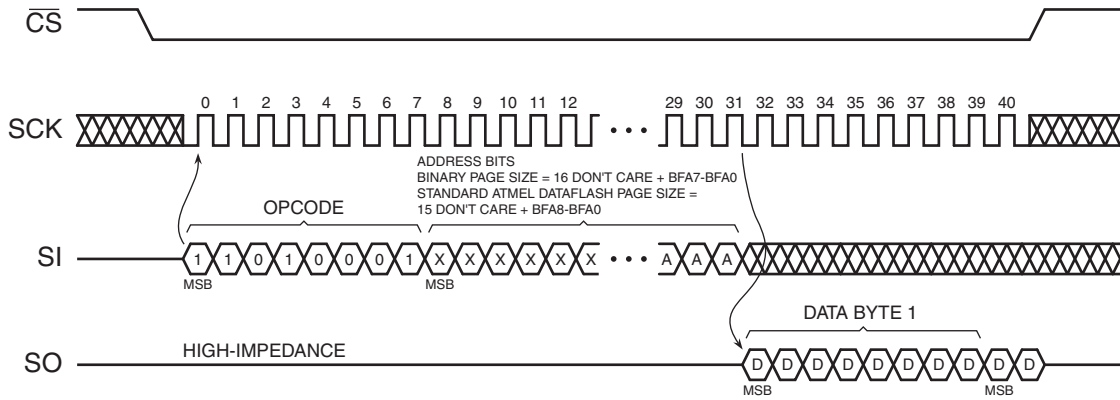 CS
0 1 2 3 4 5 6 7 8 9 10 11 12 29 30 31 32 33 34 35 36 37 38 39 40
SCK
ADDRESS BITS
BINARY PAGE SIZE = 16 DON'T CARE + BFA7-BFA0
STANDARD ATMEL DATAFLASH PAGE SIZE =
15 DON'T CARE + BFA8-BFA0
OPCODE
SI 1 1 0 1 0 0 0 1 X X X X X X A A A
MSB MSB
DATA BYTE 1
HIGH-IMPEDANCE
SO D D D D D D D D D D
MSB MSB